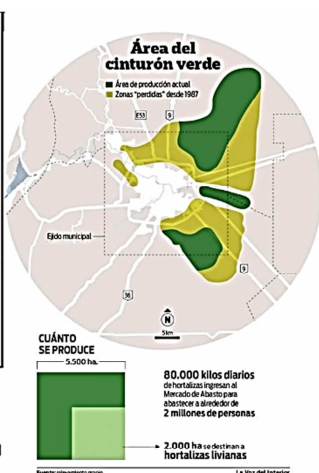 Área del
cinturón verde
Área de producción actual
Zonas "perdidas" desde 1987
E53
9
Ejido municipal
9
36
N
5km
CUÁNTO
SE PRODUCE
5.500 ha.
80.000 kilos diarios
de hortalizas ingresan al
Mercado de Abasto para
abastecer a alrededor de
2 millones de personas
2.000 ha se destinan a
hortalizas livianas
La Voz del Interior